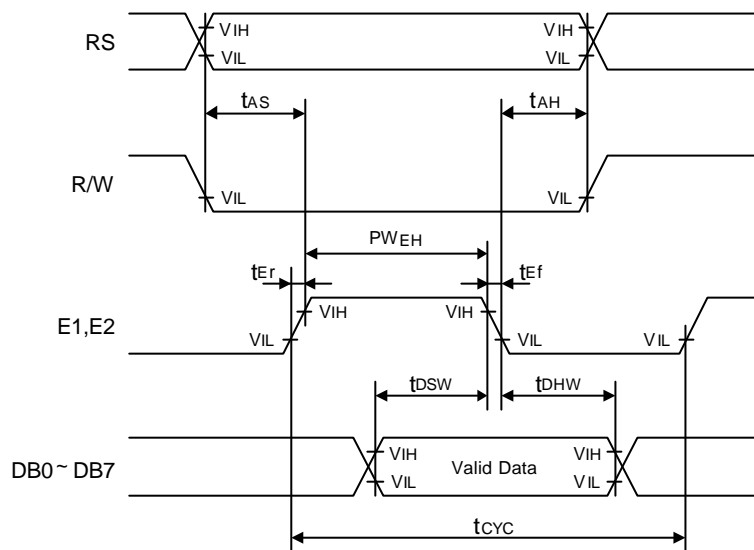 RS
VIH
VIH
VIL
VIL
tAS
tAH
R/W
VIL
VIL
PWEH
tEr
tEf
E1,E2
VIH
VIH
VIL
VIL
VIL
tDSW
tDHW
DB0~DB7
VIH
VIH
Valid Data
VIL
VIL
tCYC